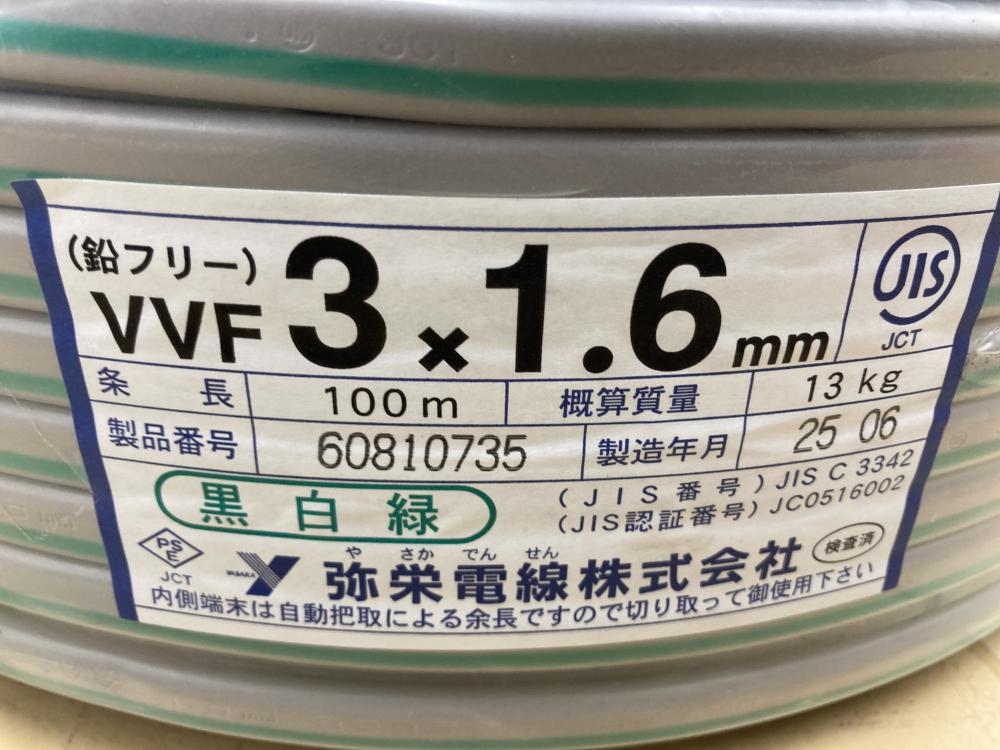 (鉛フリー)
VVF 3×1.6mm
JIS
JCT
条長 100m 概算質量 13kg
製品番号 60810735 製造年月 25 06
黒 白 緑
(JIS番号) JIS C 3342
(JIS認証番号) JC0516002
PSE
JCT
YASAKA
や さか でん せん
弥栄電線株式会社
検査済
内側端末は自動把取による余長ですので切り取って御使用下さい